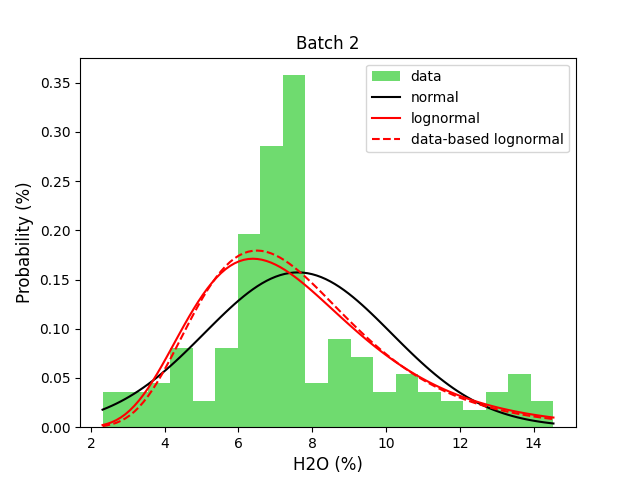 Batch 2
data
normal
lognormal
data-based lognormal
Probability (%)
0.35
0.30
0.25
0.20
0.15
0.10
0.05
0.00
2 4 6 8 10 12 14
H2O (%)